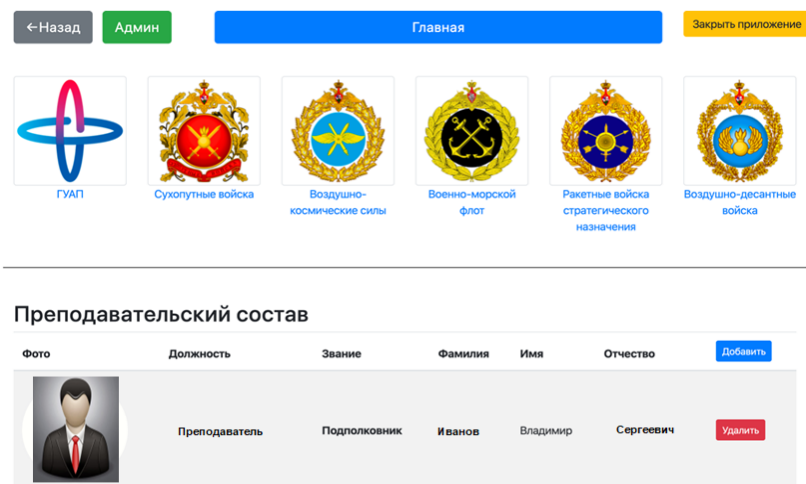 ←Назад
Админ
Главная
Закрыть приложение
ГУАП
Сухопутные войска
Воздушно-
космические силы
Военно-морской
флот
Ракетные войска
стратегического
назначения
Воздушно-десантные
войска
Преподавательский состав
Фото Должность Звание Фамилия Имя Отчество Добавить
Преподаватель Подполковник Иванов Владимир Сергеевич Удалить